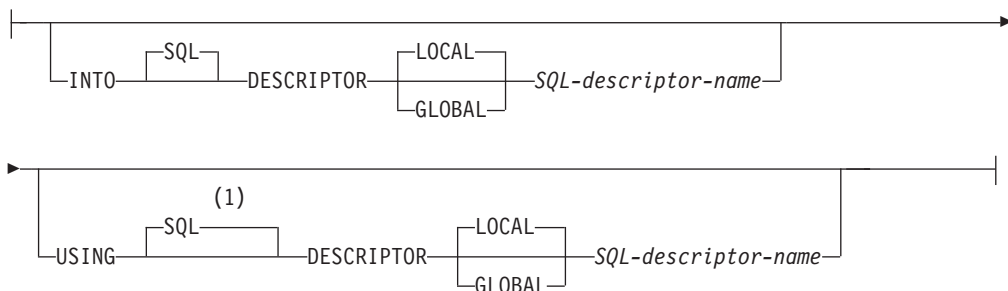 SQL LOCAL
INTO DESCRIPTOR SQL-descriptor-name
GLOBAL
(1)
SQL LOCAL
USING DESCRIPTOR SQL-descriptor-name
GLOBAL